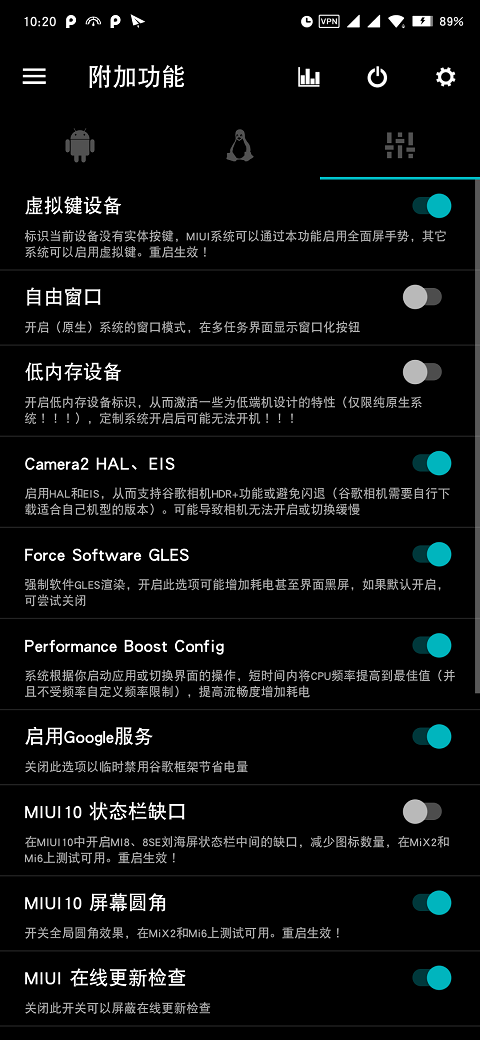 10:20
VPN
89%
附加功能
虚拟键设备
标识当前设备没有实体按键，MIUI系统可以通过本功能启用全面屏手势，其它
系统可以启用虚拟键。重启生效！
自由窗口
开启（原生）系统的窗口模式，在多任务界面显示窗口化按钮
低内存设备
开启低内存设备标识，从而激活一些为低端机设计的特性（仅限纯原生系
统！！！），定制系统开启后可能无法开机！！！
Camera2 HAL、EIS
启用HAL和EIS，从而支持谷歌相机HDR+功能或避免闪退（谷歌相机需要自行下
载适合自己机型的版本）。可能导致相机无法开启或切换缓慢
Force Software GLES
强制软件GLES渲染，开启此选项可能增加耗电甚至界面黑屏，如果默认开启，
可尝试关闭
Performance Boost Config
系统根据你启动应用或切换界面的操作，短时间内将CPU频率提高到最佳值（并
且不受频率自定义频率限制），提高流畅度增加耗电
启用Google服务
关闭此选项以临时禁用谷歌框架节省电量
MIUI10 状态栏缺口
在MIUI10中开启MI8、8SE刘海屏状态栏中间的缺口，减少图标数量，在MiX2和
Mi6上测试可用。重启生效！
MIUI10 屏幕圆角
开关全局圆角效果，在MiX2和Mi6上测试可用。重启生效！
MIUI 在线更新检查
关闭此开关可以屏蔽在线更新检查